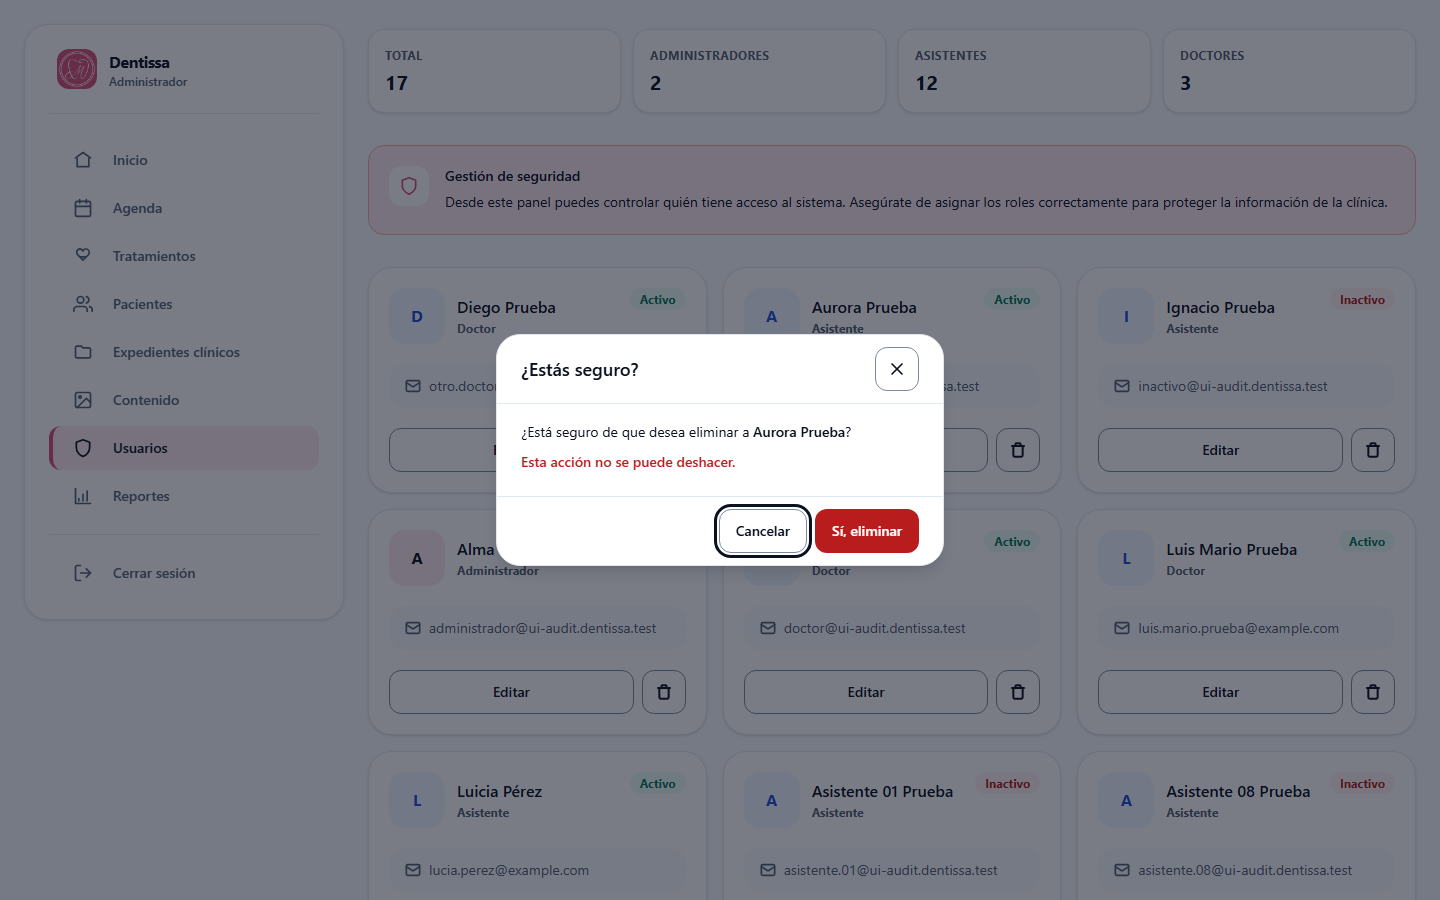 Dentissa
Administrador
Inicio
Agenda
Tratamientos
Pacientes
Expedientes clínicos
Contenido
Usuarios
Reportes
Cerrar sesión
TOTAL
17
ADMINISTRADORES
2
ASISTENTES
12
DOCTORES
3
Gestión de seguridad
Desde este panel puedes controlar quién tiene acceso al sistema. Asegúrate de asignar los roles correctamente para proteger la información de la clínica.
D
Diego Prueba
Doctor
Activo
otro.docto
A
Aurora Prueba
Asistente
Activo
sa.test
I
Ignacio Prueba
Asistente
Inactivo
inactivo@ui-audit.dentissa.test
Editar
¿Estás seguro?
¿Está seguro de que desea eliminar a Aurora Prueba?
Esta acción no se puede deshacer.
Cancelar
Sí, eliminar
A
Alma
Administrador
administrador@ui-audit.dentissa.test
Editar
Doctor
Activo
doctor@ui-audit.dentissa.test
Editar
L
Luis Mario Prueba
Doctor
Activo
luis.mario.prueba@example.com
Editar
L
Luicia Pérez
Asistente
Activo
lucia.perez@example.com
A
Asistente 01 Prueba
Asistente
Inactivo
asistente.01@ui-audit.dentissa.test
A
Asistente 08 Prueba
Asistente
Inactivo
asistente.08@ui-audit.dentissa.test